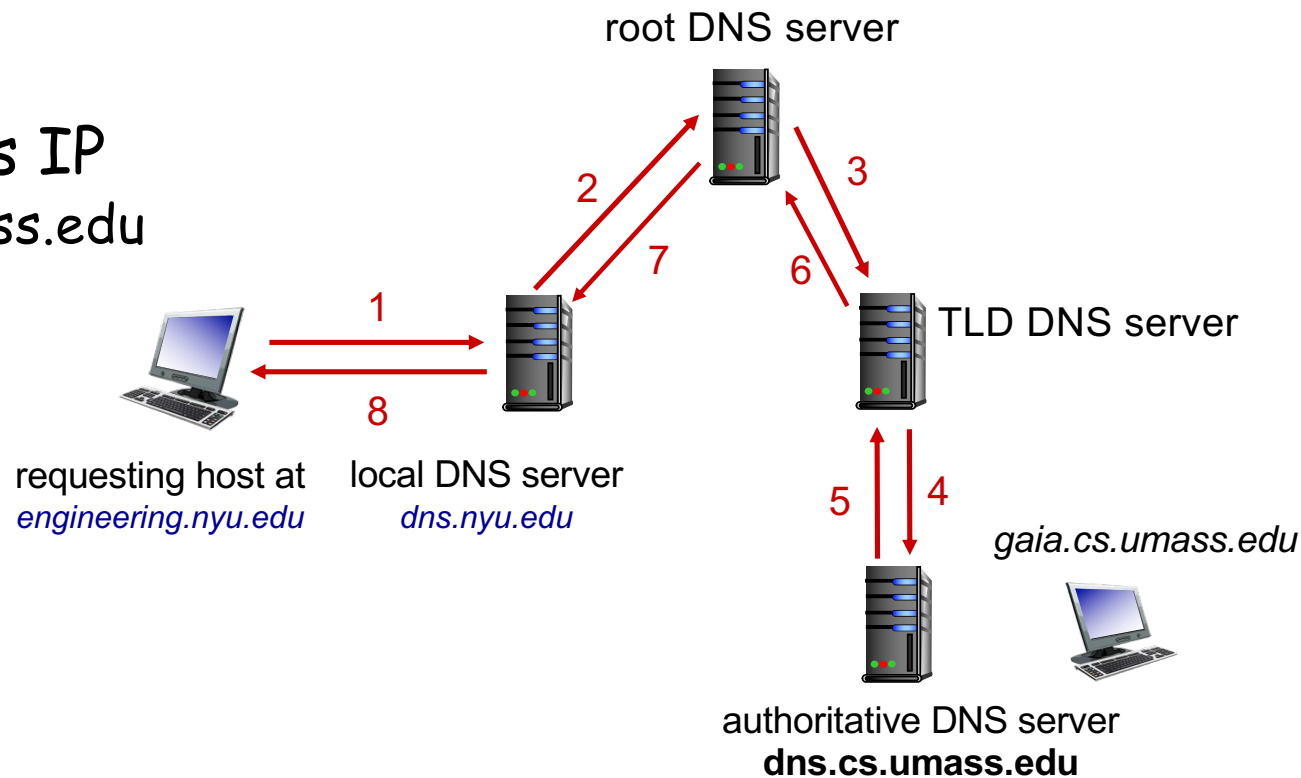 root DNS server
s IP
ss.edu
2
3
7
6
1
TLD DNS server
8
requesting host at
engineering.nyu.edu
local DNS server
dns.nyu.edu
5
4
gaia.cs.umass.edu
authoritative DNS server
dns.cs.umass.edu